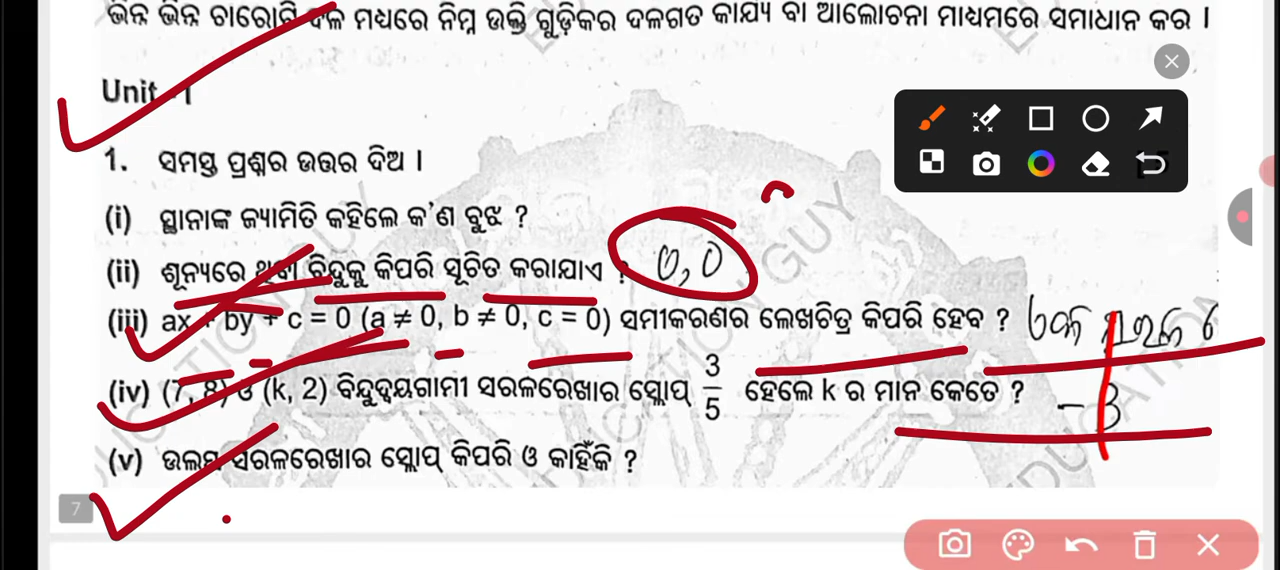 ଭିନ୍ନ ଭିନ୍ନ ଚାରୋଟି ଦଳ ମଧ୍ୟରେ ନିମ୍ନ ଉକ୍ତି ଗୁଡ଼ିକର ଦଳଗତ କାର୍ଯ୍ୟ ବା ଆଲୋଚନା ମାଧ୍ୟମରେ ସମାଧାନ କର ।
Unit - 1
1. ସମସ୍ତ ପ୍ରଶ୍ନର ଉତ୍ତର ଦିଅ ।
(i) ସ୍ଥାନାଙ୍କ ଜ୍ୟାମିତି କହିଲେ କ'ଣ ବୁଝ ?
(ii) ଶୂନ୍ୟରେ ଥିବା ବିନ୍ଦୁକୁ କିପରି ସୂଚିତ କରାଯାଏ ? 0, 0
(iii) ax + by + c = 0 (a ≠ 0, b ≠ 0, c = 0) ସମୀକରଣର ଲେଖଚିତ୍ର କିପରି ହେବ ?
(iv) (7, 8) ଓ (k, 2) ବିନ୍ଦୁଦ୍ୱୟଗାମୀ ସରଳରେଖାର ସ୍ଲୋପ୍ 3/5 ହେଲେ k ର ମାନ କେତେ ? -3
(v) ଉଲମ୍ବ ସରଳରେଖାର ସ୍ଲୋପ୍ କିପରି ଓ କାହିଁକି ?
7